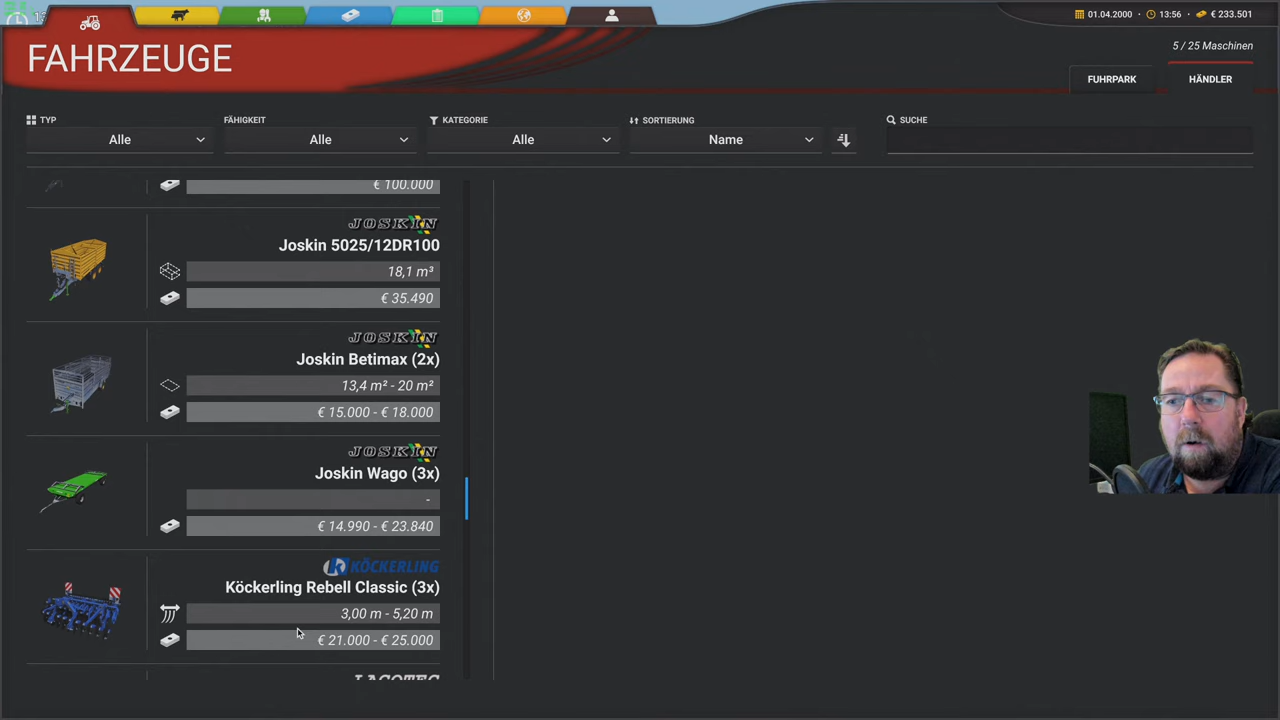 01.04.2000 • 13:56 • € 233.501
FAHRZEUGE
5 / 25 Maschinen
FUHRPARK HÄNDLER
TYP FÄHIGKEIT KATEGORIE SORTIERUNG SUCHE
Alle Alle Alle Name
€ 100.000
JOSKIN
Joskin 5025/12DR100
18,1 m³
€ 35.490
JOSKIN
Joskin Betimax (2x)
13,4 m² - 20 m²
€ 15.000 - € 18.000
JOSKIN
Joskin Wago (3x)
-
€ 14.990 - € 23.840
KÖCKERLING
Köckerling Rebell Classic (3x)
3,00 m - 5,20 m
€ 21.000 - € 25.000
LACOTEC